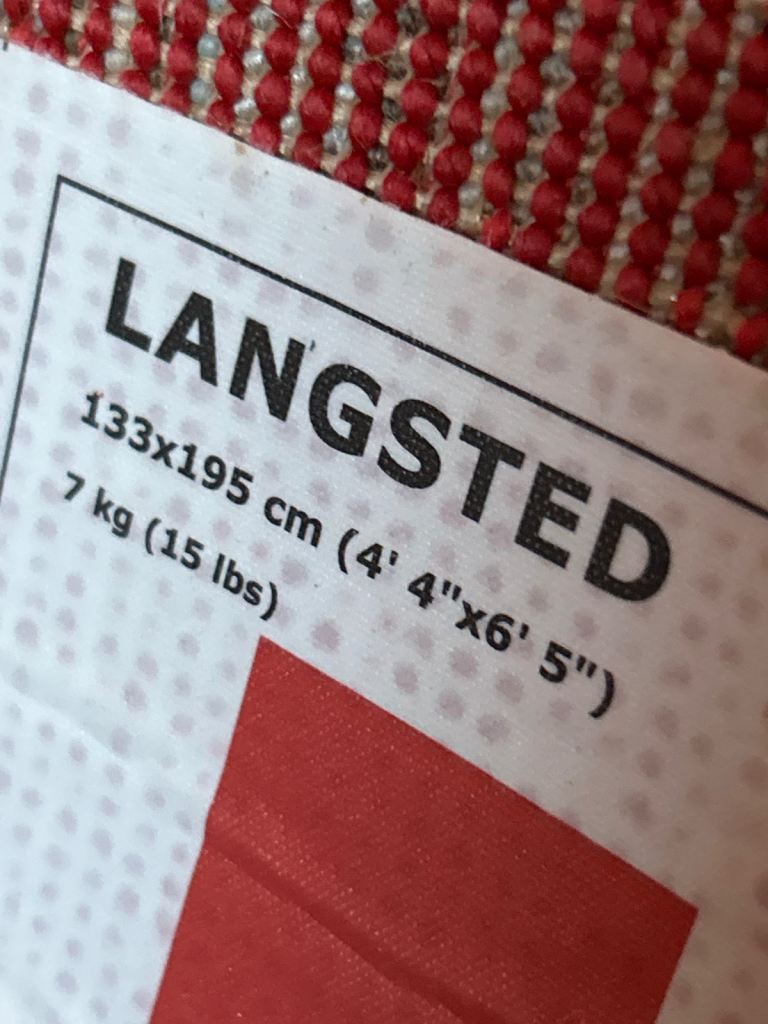 LANGSTED
133x195 cm (4' 4"x6' 5")
7 kg (15 lbs)